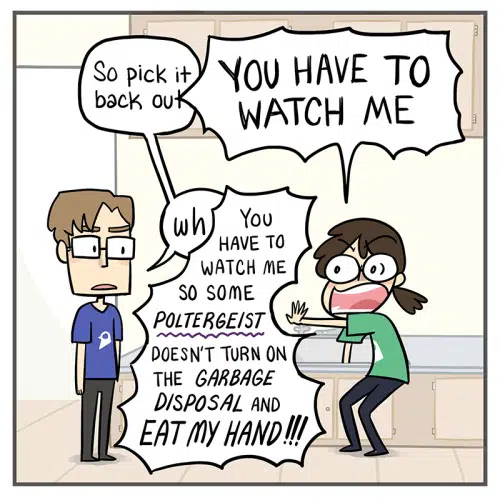 So pick it
back out
YOU HAVE TO
WATCH ME
wh
YOU
HAVE TO
WATCH ME
SO SOME
POLTERGEIST
DOESN'T TURN ON
THE GARBAGE
DISPOSAL AND
EAT MY HAND!!!